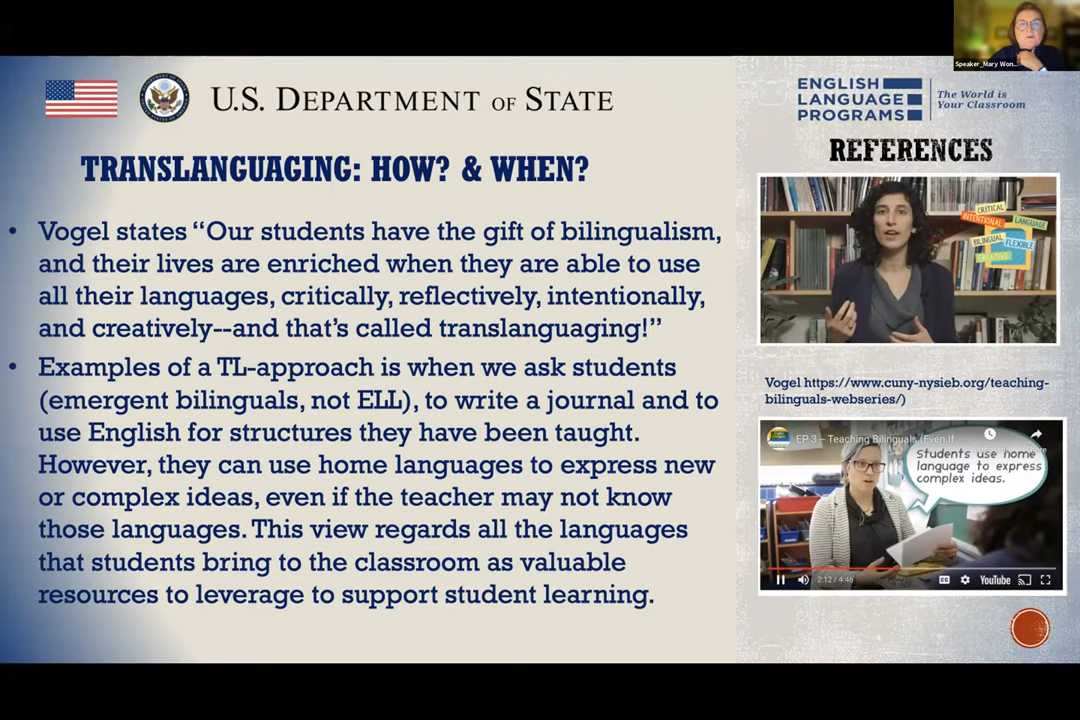 Speaker_Mary Won...
U.S. DEPARTMENT OF STATE
ENGLISH
LANGUAGE
PROGRAMS
The World is
Your Classroom
TRANSLANGUAGING: HOW? & WHEN?
• Vogel states “Our students have the gift of bilingualism,
and their lives are enriched when they are able to use
all their languages, critically, reflectively, intentionally,
and creatively--and that’s called translanguaging!”
• Examples of a TL-approach is when we ask students
(emergent bilinguals, not ELL), to write a journal and to
use English for structures they have been taught.
However, they can use home languages to express new
or complex ideas, even if the teacher may not know
those languages. This view regards all the languages
that students bring to the classroom as valuable
resources to leverage to support student learning.
REFERENCES
CRITICAL
INTENTIONAL
LANGUAGE
BILINGUAL
FLEXIBLE
CREATIVE
Vogel https://www.cuny-nysieb.org/teaching-
bilinguals-webseries/)
EP 3 – Teaching Bilinguals (Even If
Students use home
language to express
complex ideas.
2:12 / 4:46
CC
YouTube